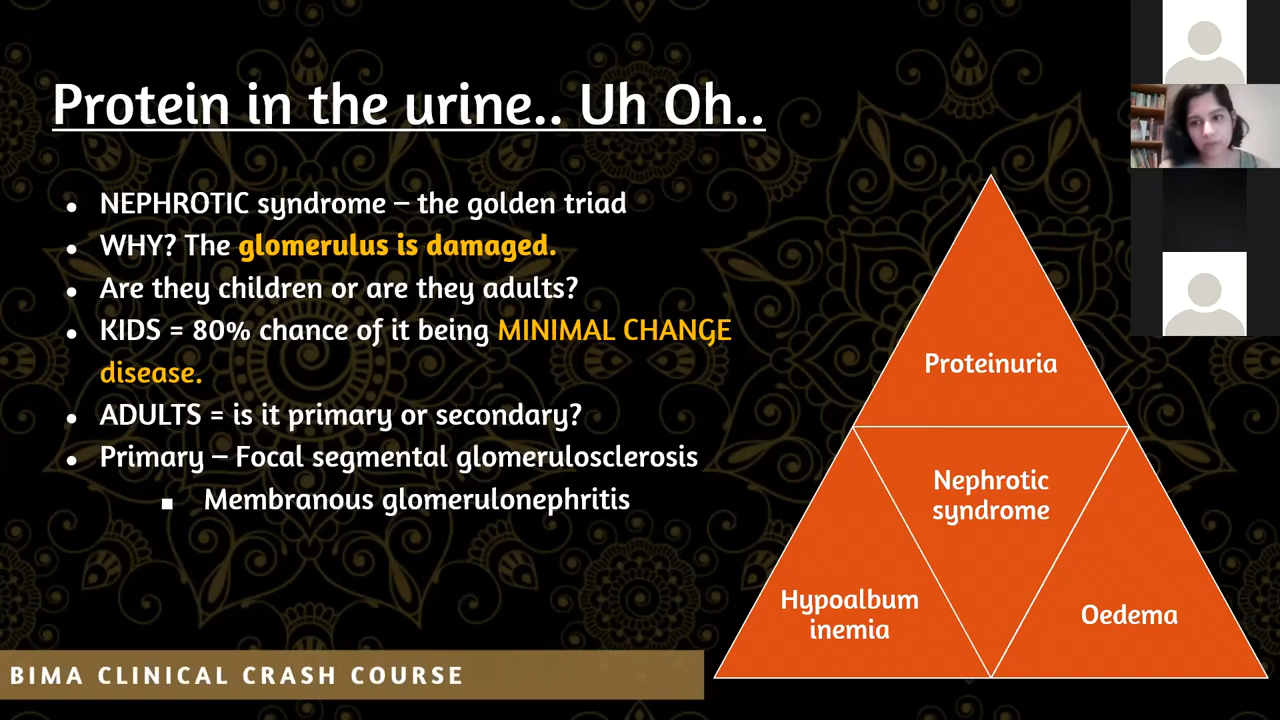 Protein in the urine.. Uh Oh..
NEPHROTIC syndrome – the golden triad
WHY? The glomerulus is damaged.
Are they children or are they adults?
KIDS = 80% chance of it being MINIMAL CHANGE
disease.
ADULTS = is it primary or secondary?
Primary – Focal segmental glomerulosclerosis
Membranous glomerulonephritis
Proteinuria
Nephrotic
syndrome
Hypoalbum
inemia
Oedema
BIMA CLINICAL CRASH COURSE